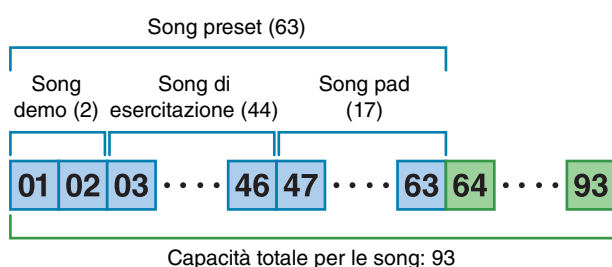 Song preset (63)
Song
demo (2)
Song di
esercitazione (44)
Song pad
(17)
01 02 03 •••• 46 47 •••• 63 64 •••• 93
Capacità totale per le song: 93